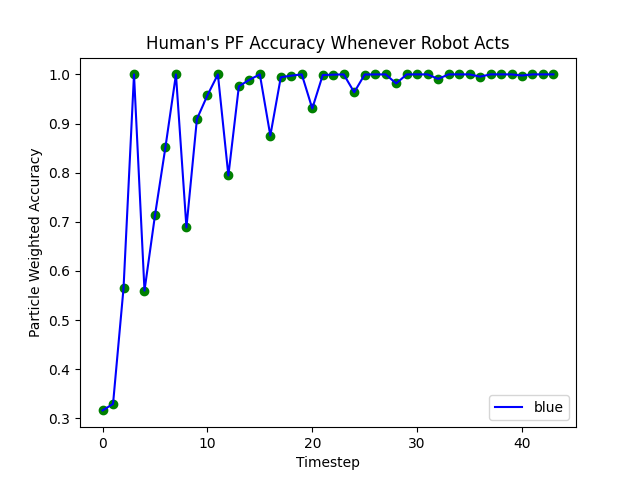 Human's PF Accuracy Whenever Robot Acts
1.0
0.9
0.8
0.7
0.6
0.5
0.4
0.3
Particle Weighted Accuracy
0 10 20 30 40
Timestep
blue